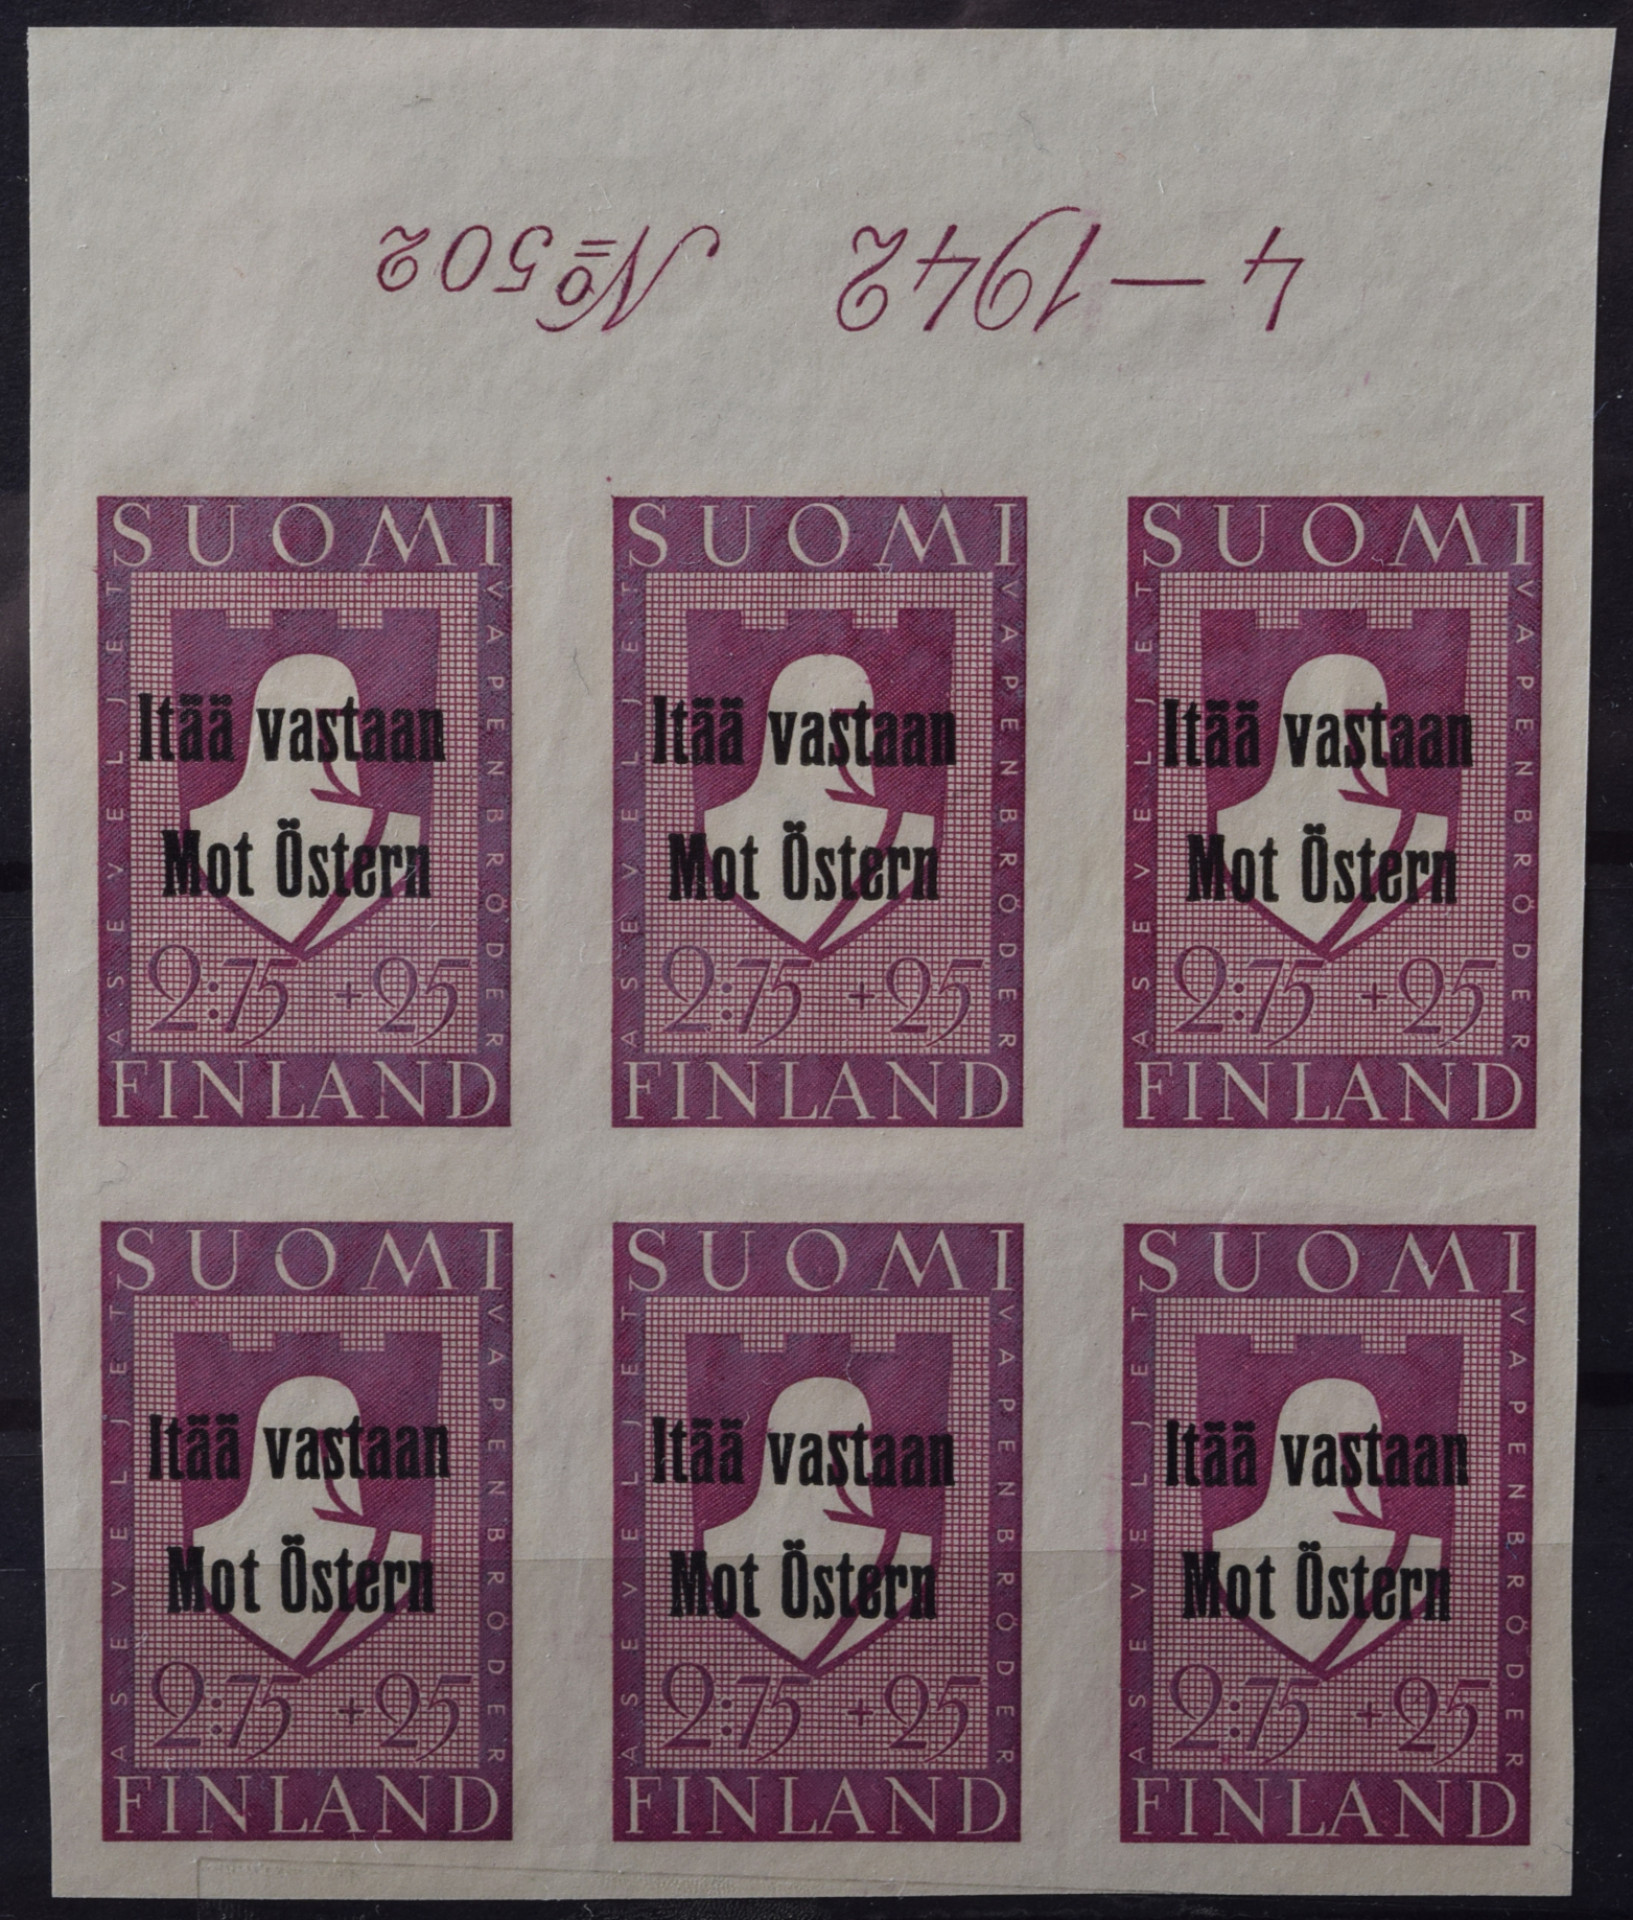 4—1942 № 502
SUOMI SUOMI SUOMI
ASEVELJET VAPENBRÖDER ASEVELJET VAPENBRÖDER ASEVELJET VAPENBRÖDER
Itää vastaan Itää vastaan Itää vastaan
Mot Östern Mot Östern Mot Östern
2:75 + 25 2:75 + 25 2:75 + 25
FINLAND FINLAND FINLAND
SUOMI SUOMI SUOMI
ASEVELJET VAPENBRÖDER ASEVELJET VAPENBRÖDER ASEVELJET VAPENBRÖDER
Itää vastaan Itää vastaan Itää vastaan
Mot Östern Mot Östern Mot Östern
2:75 + 25 2:75 + 25 2:75 + 25
FINLAND FINLAND FINLAND